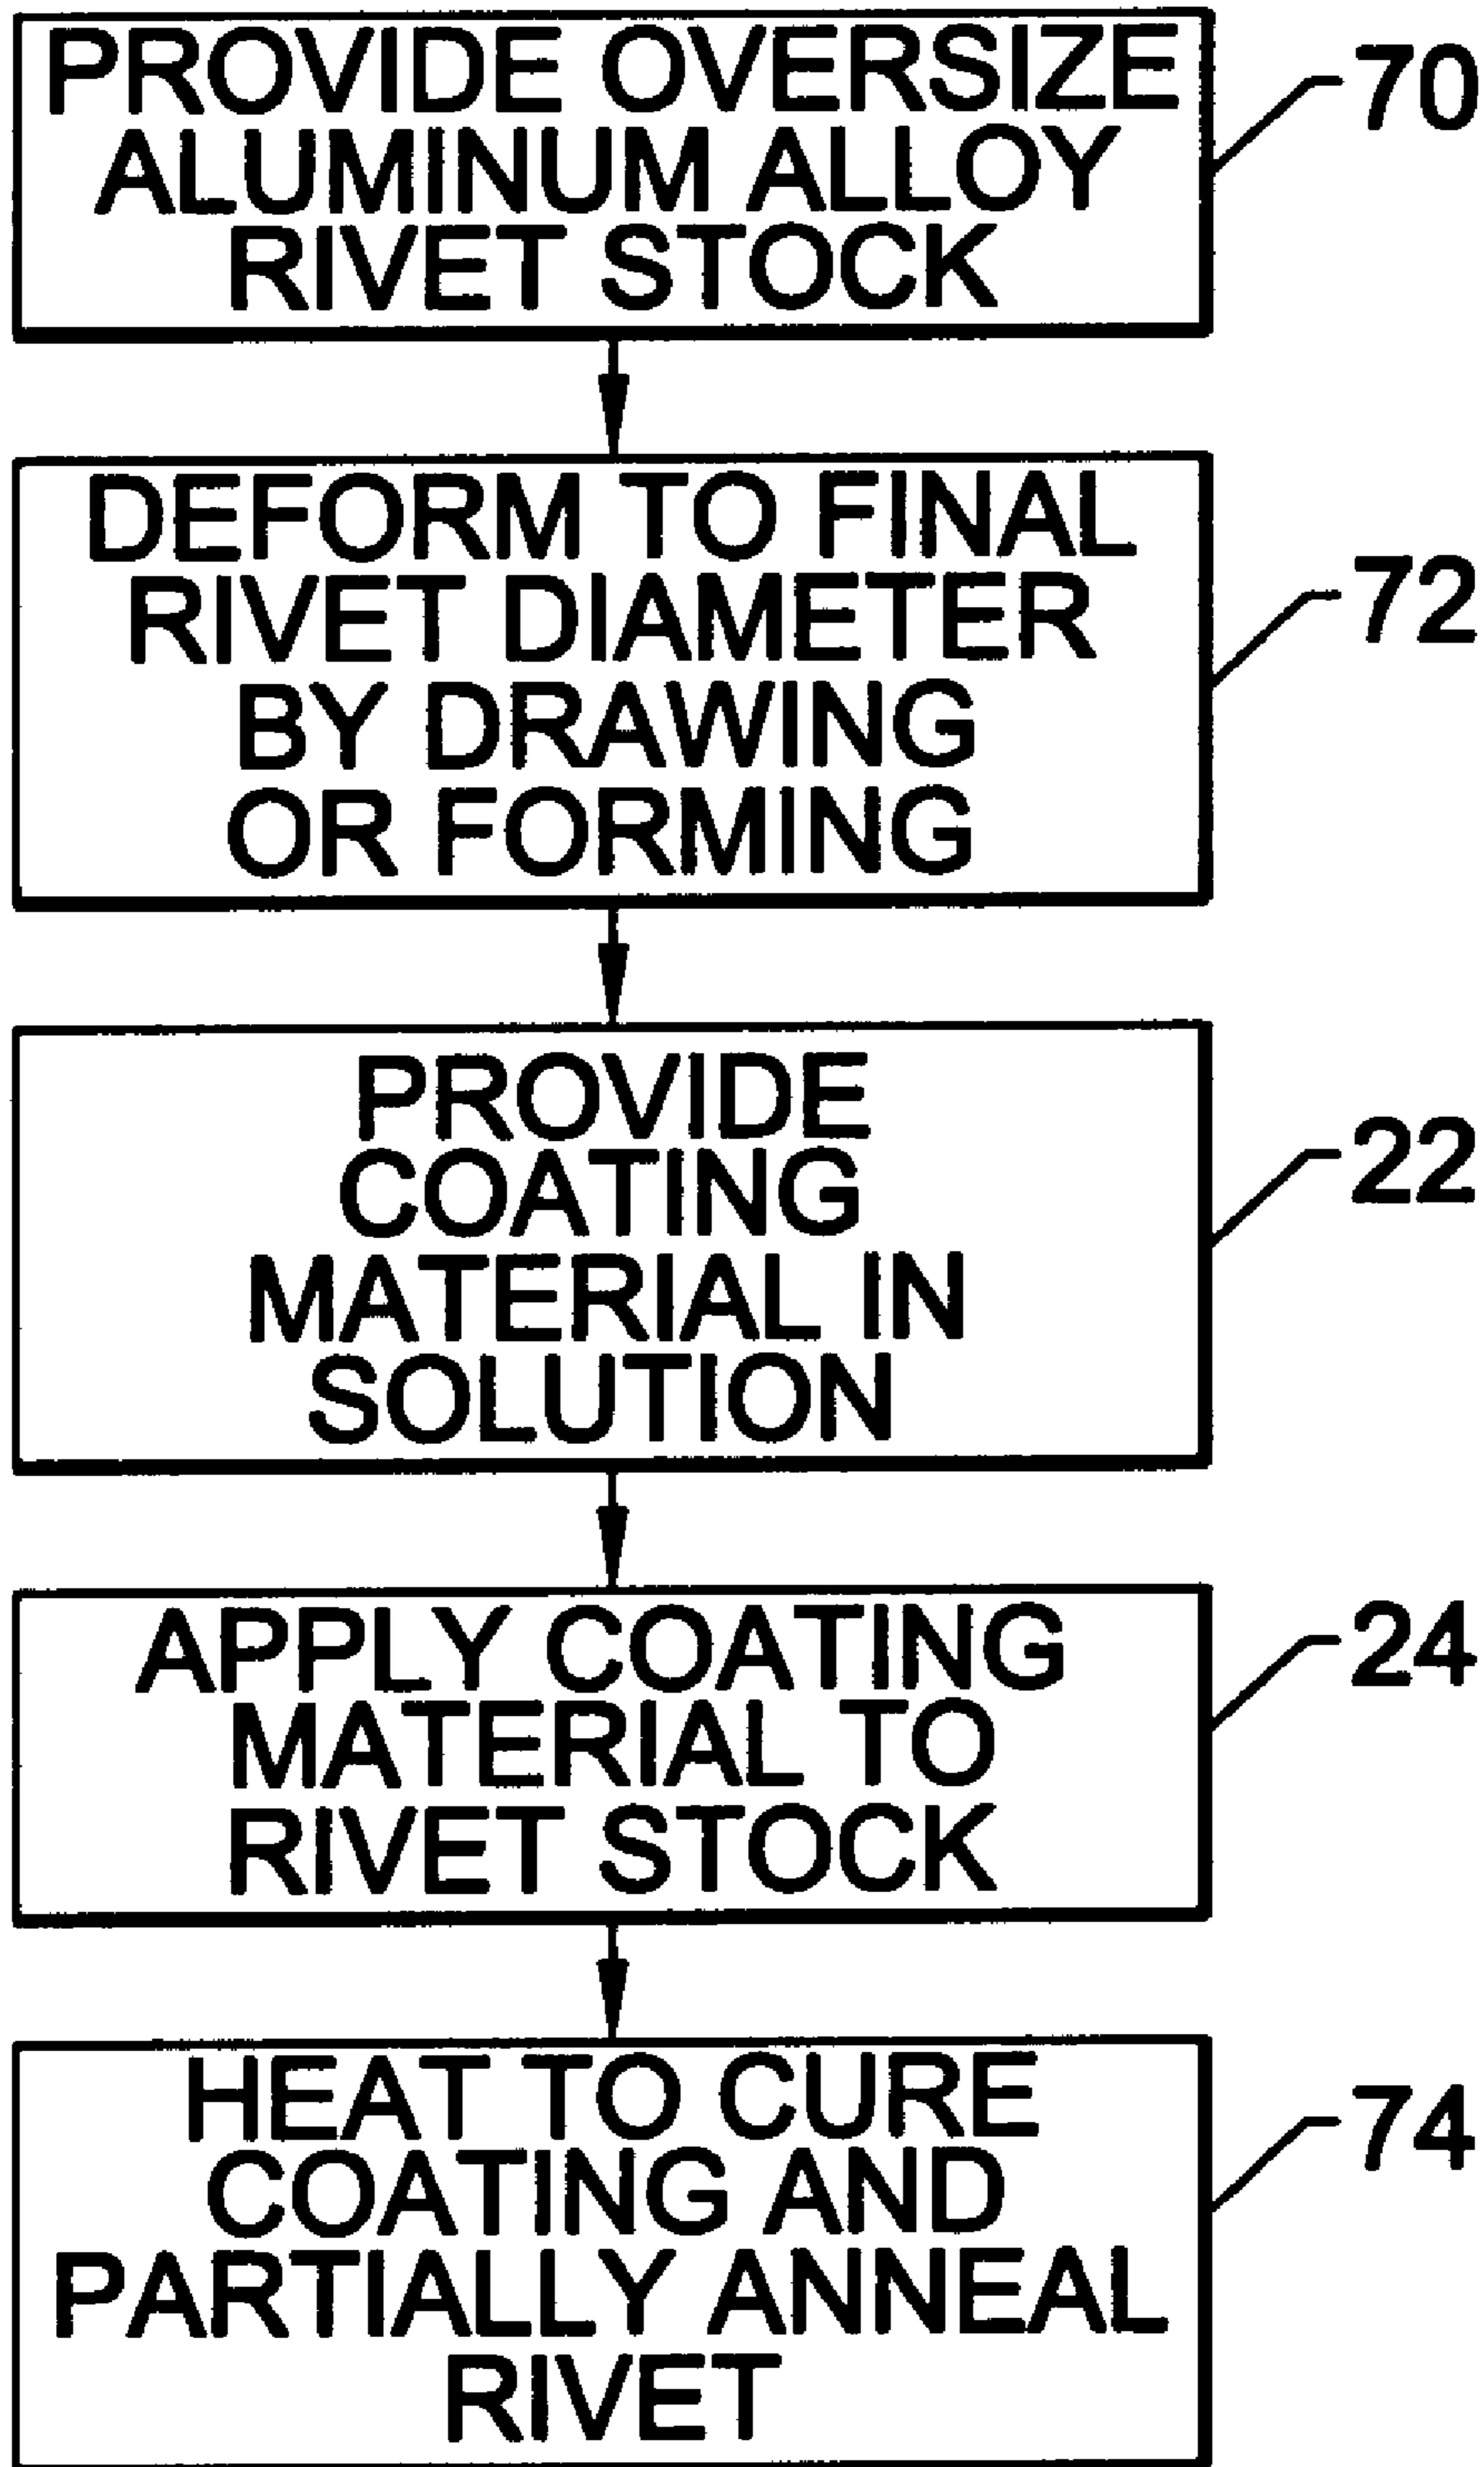 PROVIDE OVERSIZE
ALUMINUM ALLOY
RIVET STOCK
70
DEFORM TO FINAL
RIVET DIAMETER
BY DRAWING
OR FORMING
72
PROVIDE
COATING
MATERIAL IN
SOLUTION
22
APPLY COATING
MATERIAL TO
RIVET STOCK
24
HEAT TO CURE
COATING AND
PARTIALLY ANNEAL
RIVET
74